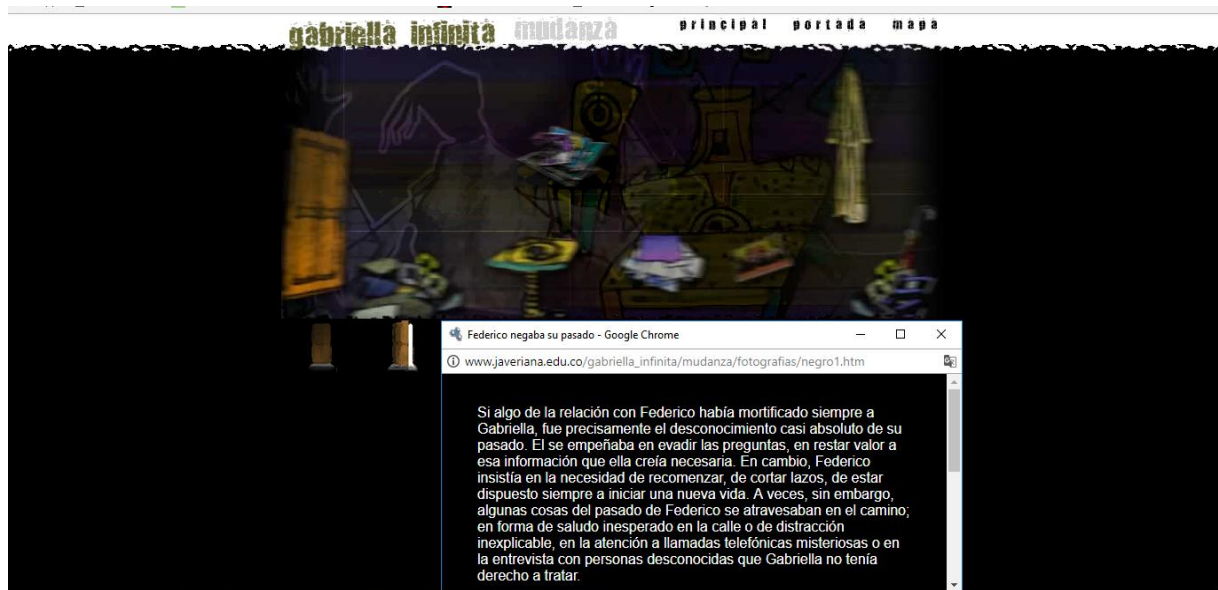 gabriella infinita mudanza principal portada mapa
Federico negaba su pasado - Google Chrome
www.javeriana.edu.co/gabriella_infinita/mudanza/fotografias/negro1.htm
Si algo de la relación con Federico había mortificado siempre a
Gabriella, fue precisamente el desconocimiento casi absoluto de su
pasado. El se empeñaba en evadir las preguntas, en restar valor a
esa información que ella creía necesaria. En cambio, Federico
insistía en la necesidad de recomenzar, de cortar lazos, de estar
dispuesto siempre a iniciar una nueva vida. A veces, sin embargo,
algunas cosas del pasado de Federico se atravesaban en el camino;
en forma de saludo inesperado en la calle o de distracción
inexplicable, en la atención a llamadas telefónicas misteriosas o en
la entrevista con personas desconocidas que Gabriella no tenía
derecho a tratar.